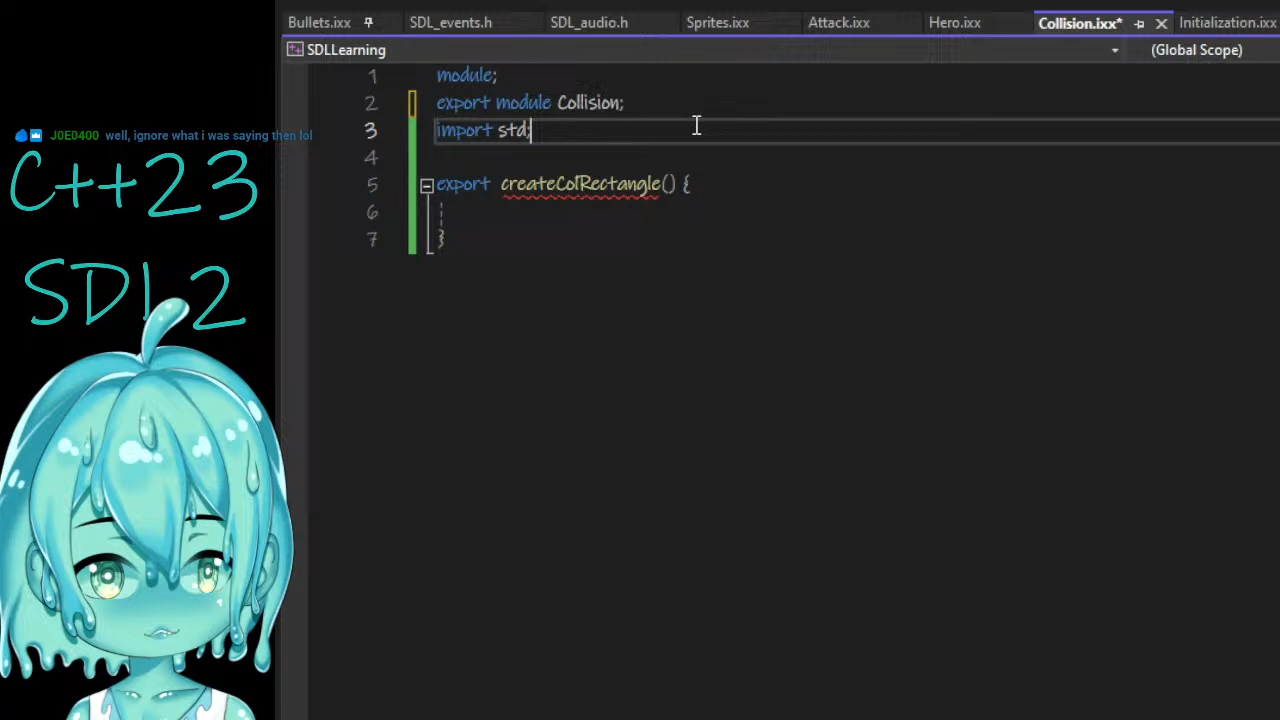 Bullets.ixx SDL_events.h SDL_audio.h Sprites.ixx Attack.ixx Hero.ixx Collision.ixx* Initialization.ixx
SDLLearning (Global Scope)
1 module;
2 export module Collision;
3 import std;
4
5 export createColRectangle() {
6
7 }
J0E0400 well, ignore what i was saying then lol
C++23
SDL2